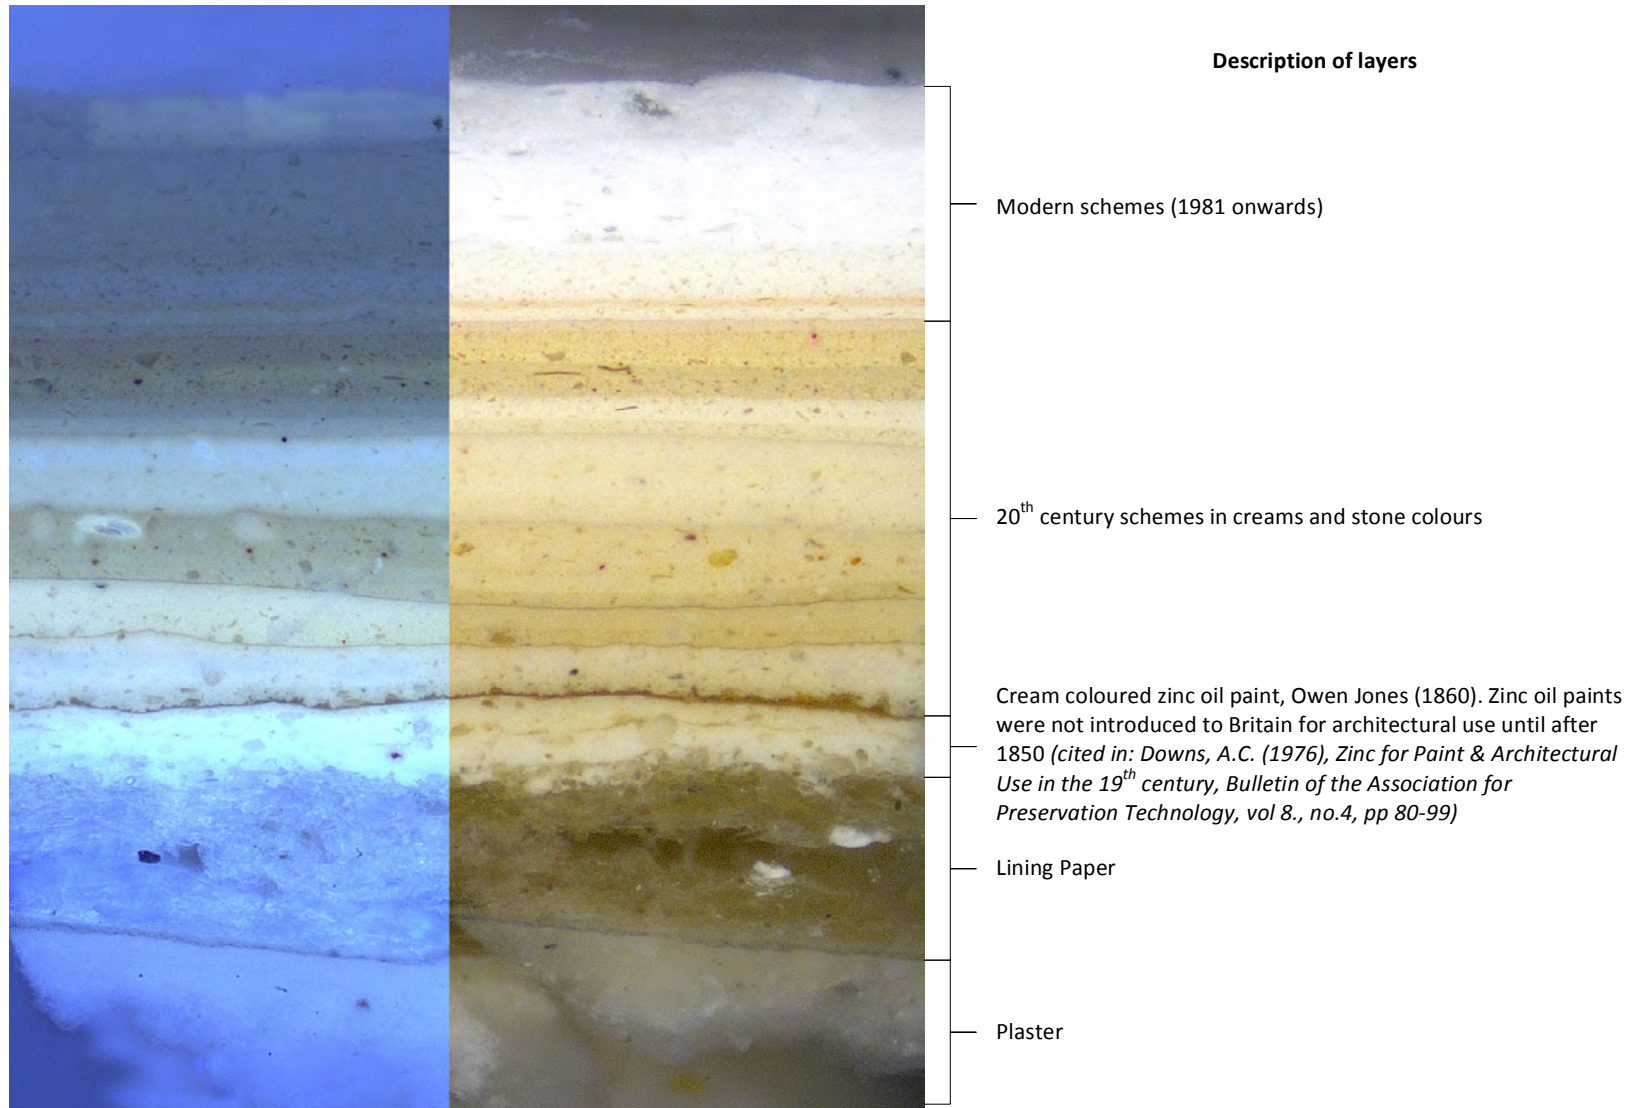 Description of layers
Modern schemes (1981 onwards)
20th century schemes in creams and stone colours
Cream coloured zinc oil paint, Owen Jones (1860). Zinc oil paints
were not introduced to Britain for architectural use until after
1850 (cited in: Downs, A.C. (1976), Zinc for Paint & Architectural
Use in the 19th century, Bulletin of the Association for
Preservation Technology, vol 8., no.4, pp 80-99)
Lining Paper
Plaster